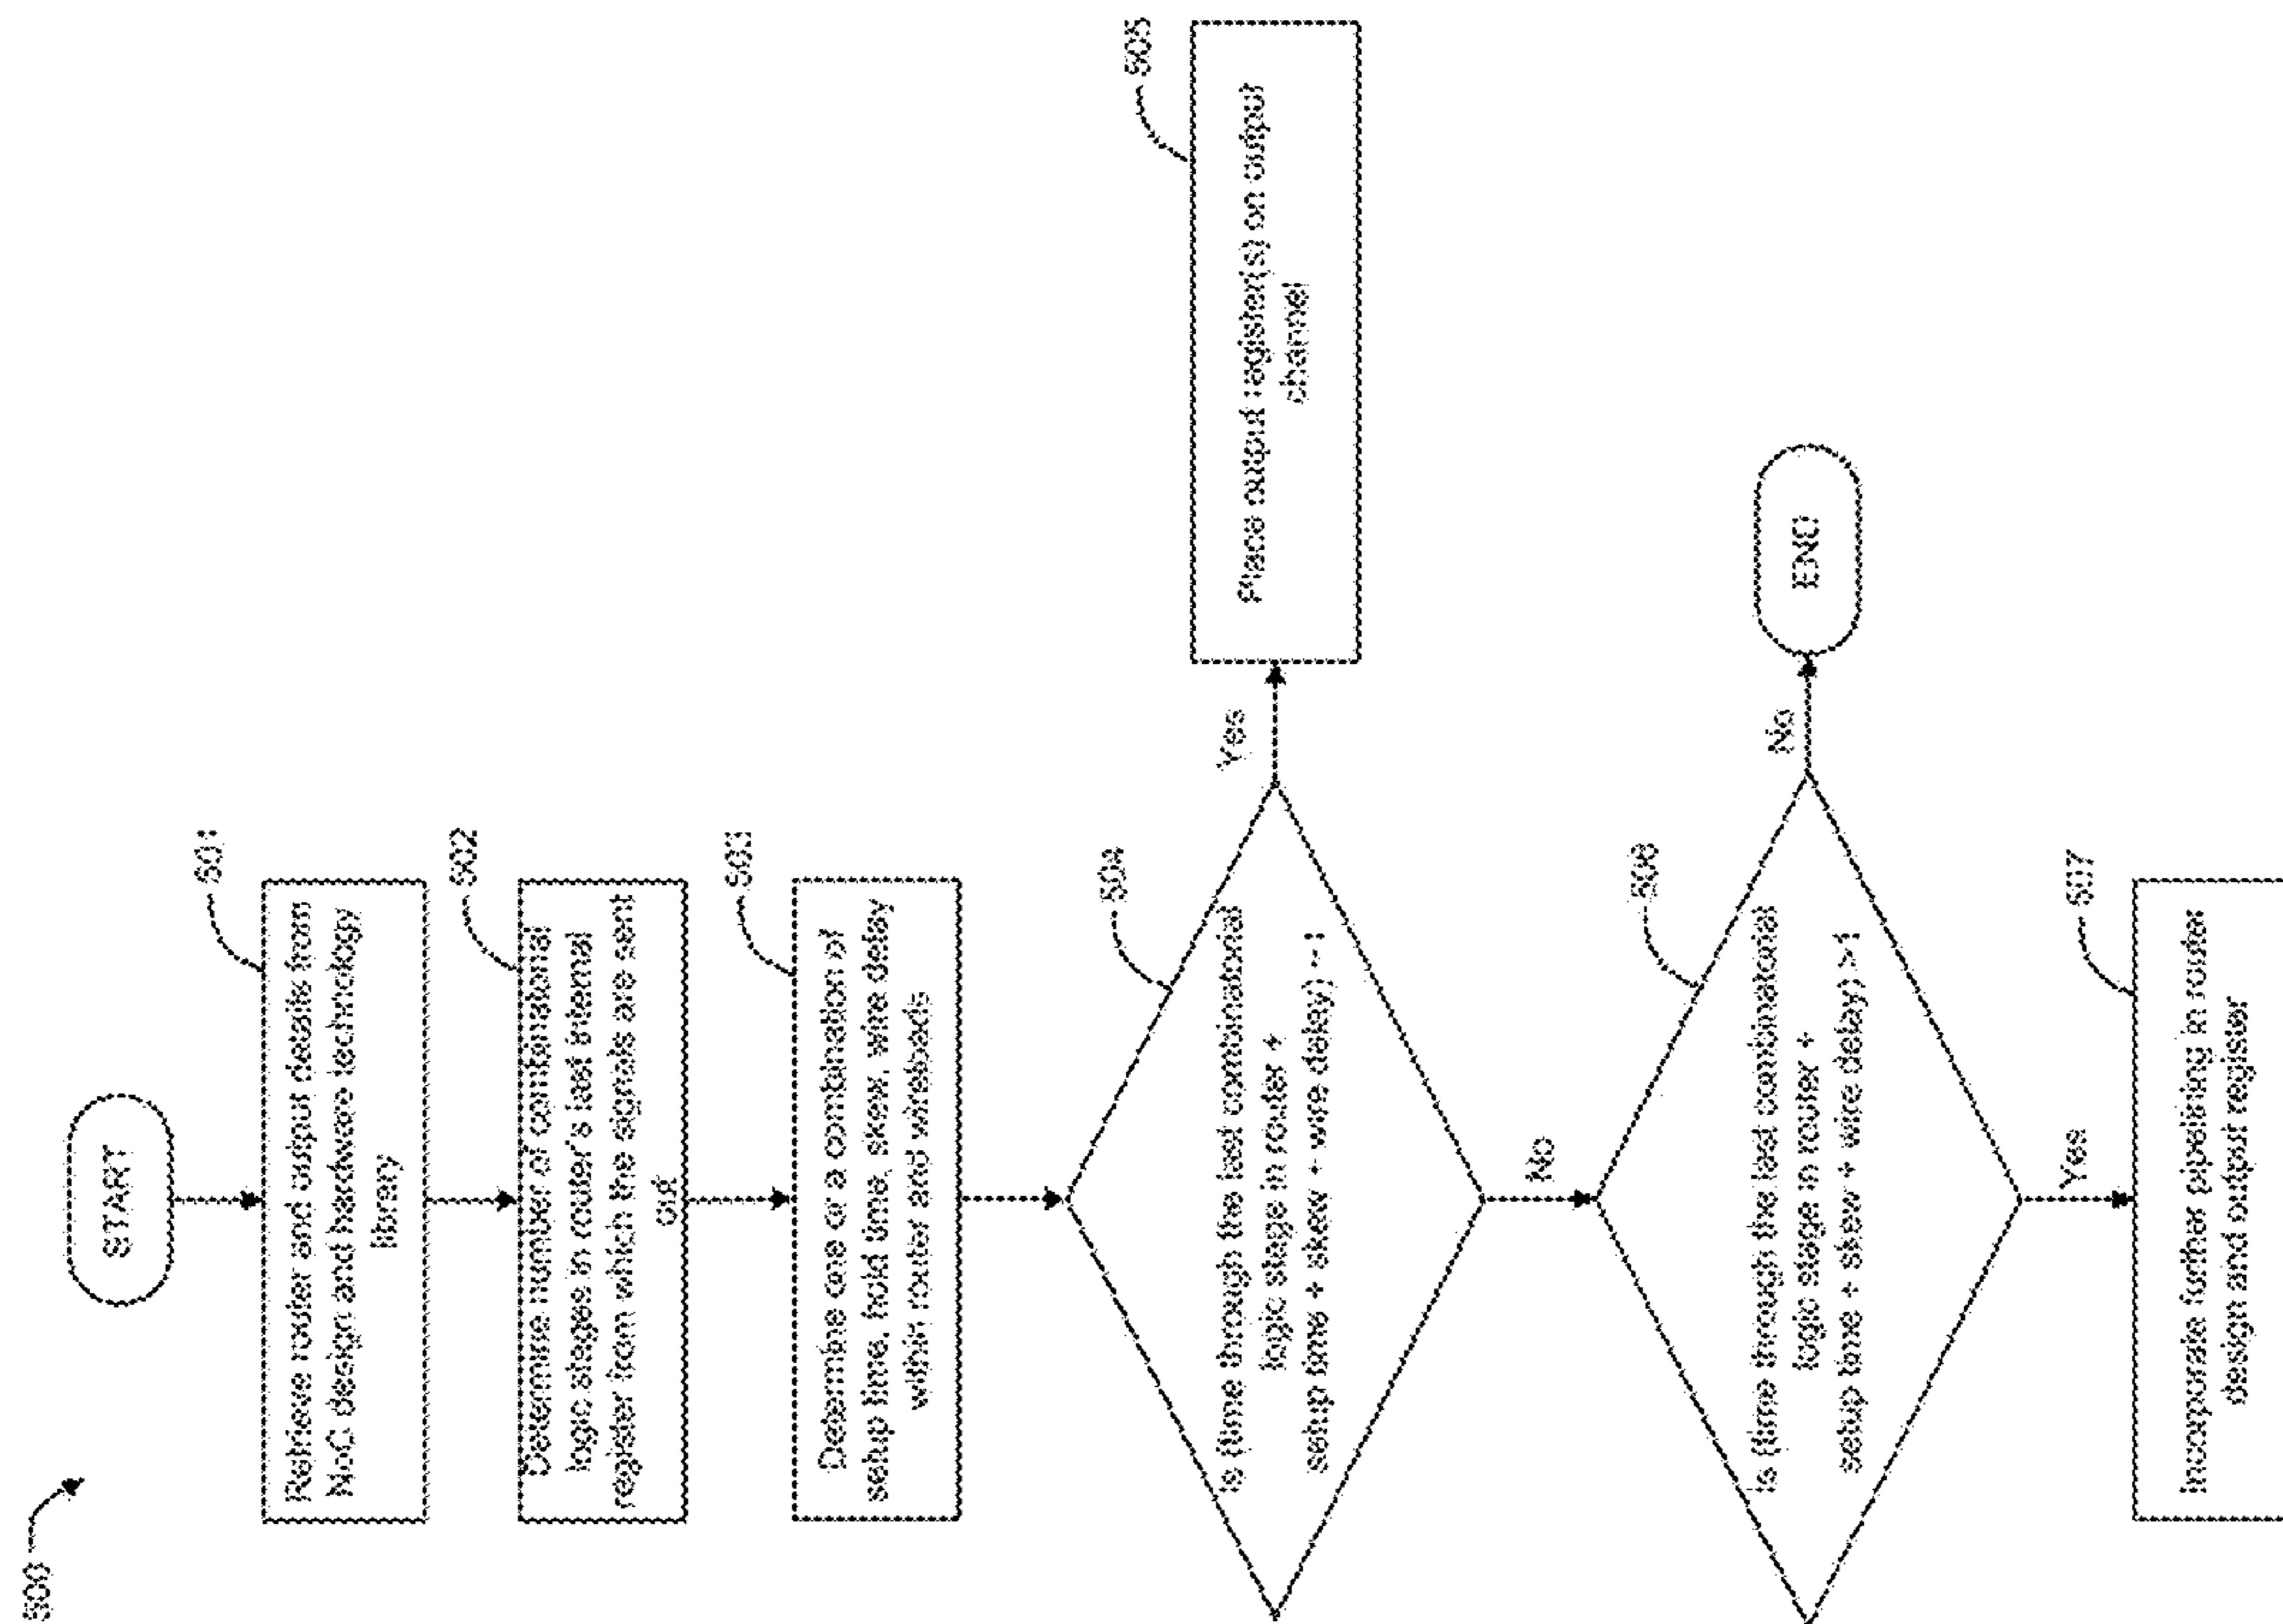 500
START
501
Retrieve router and output details from
NoC design and hardware technology
library
502
Determine number of combinational
logic stages in router's last internal
register from which the signals are sent
out
503
Determine one or a combination of
setup time, hold time, skew, wire delay
within router and wireloads
504
Is (time through the last combinatorial
logic stage in router +
setup time + skew + wire delay) ~ 1
Yes
505
Place output register(s) on output
channel
No
506
Is (time through the last combinatorial
logic stage in router +
setup time + skew + wire delay) >1
No
END
Yes
507
Incorporate further pipelining in router
design and output register